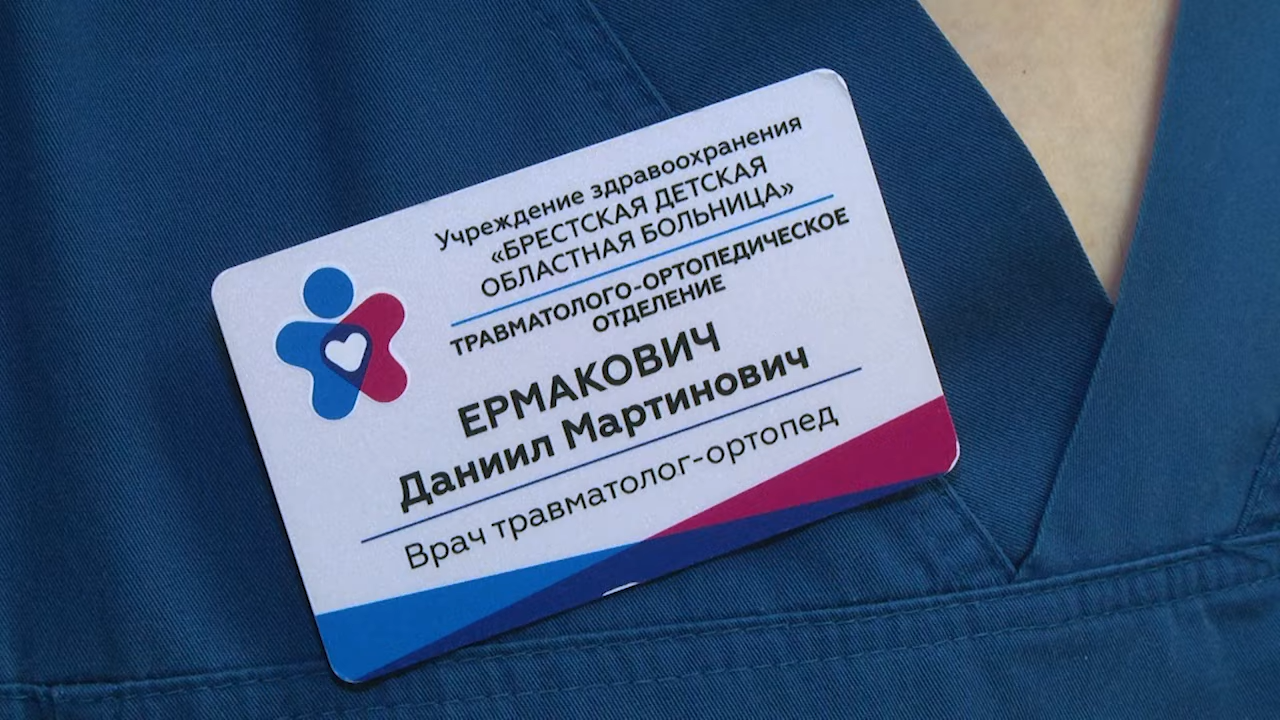 Учреждение здравоохранения
«БРЕСТСКАЯ ДЕТСКАЯ
ОБЛАСТНАЯ БОЛЬНИЦА»
ТРАВМАТОЛОГО-ОРТОПЕДИЧЕСКОЕ
ОТДЕЛЕНИЕ
ЕРМАКОВИЧ
Даниил Мартинович
Врач травматолог-ортопед